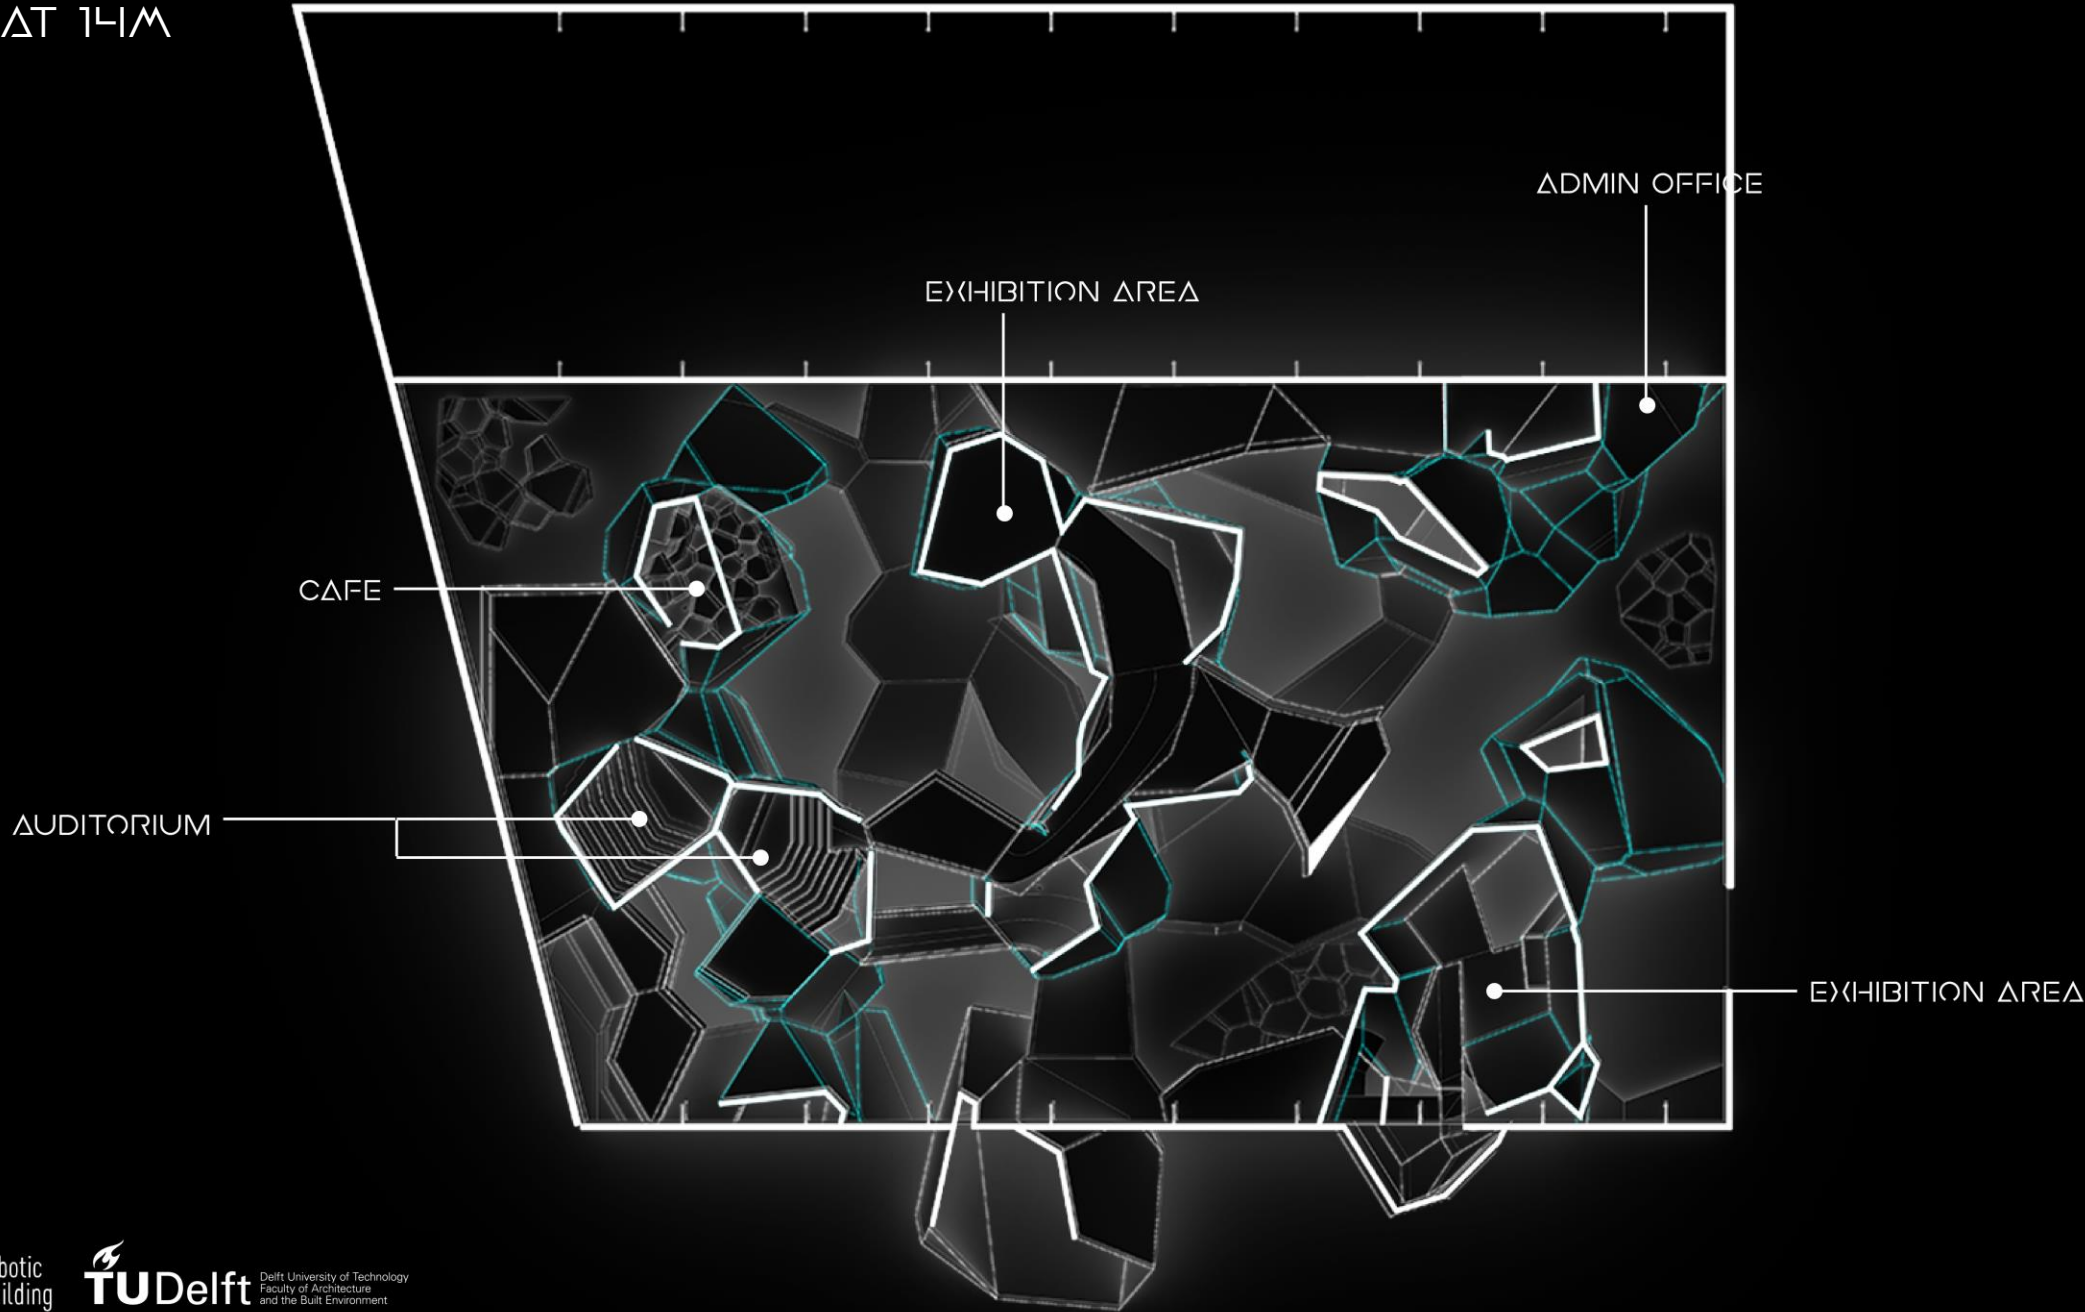 AT 14M
ADMIN OFFICE
EXHIBITION AREA
CAFE
AUDITORIUM
EXHIBITION AREA
botic
ilding
TUDelft
Delft University of Technology
Faculty of Architecture
and the Built Environment